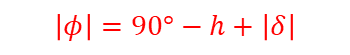 |ϕ| = 90° − h + |δ|